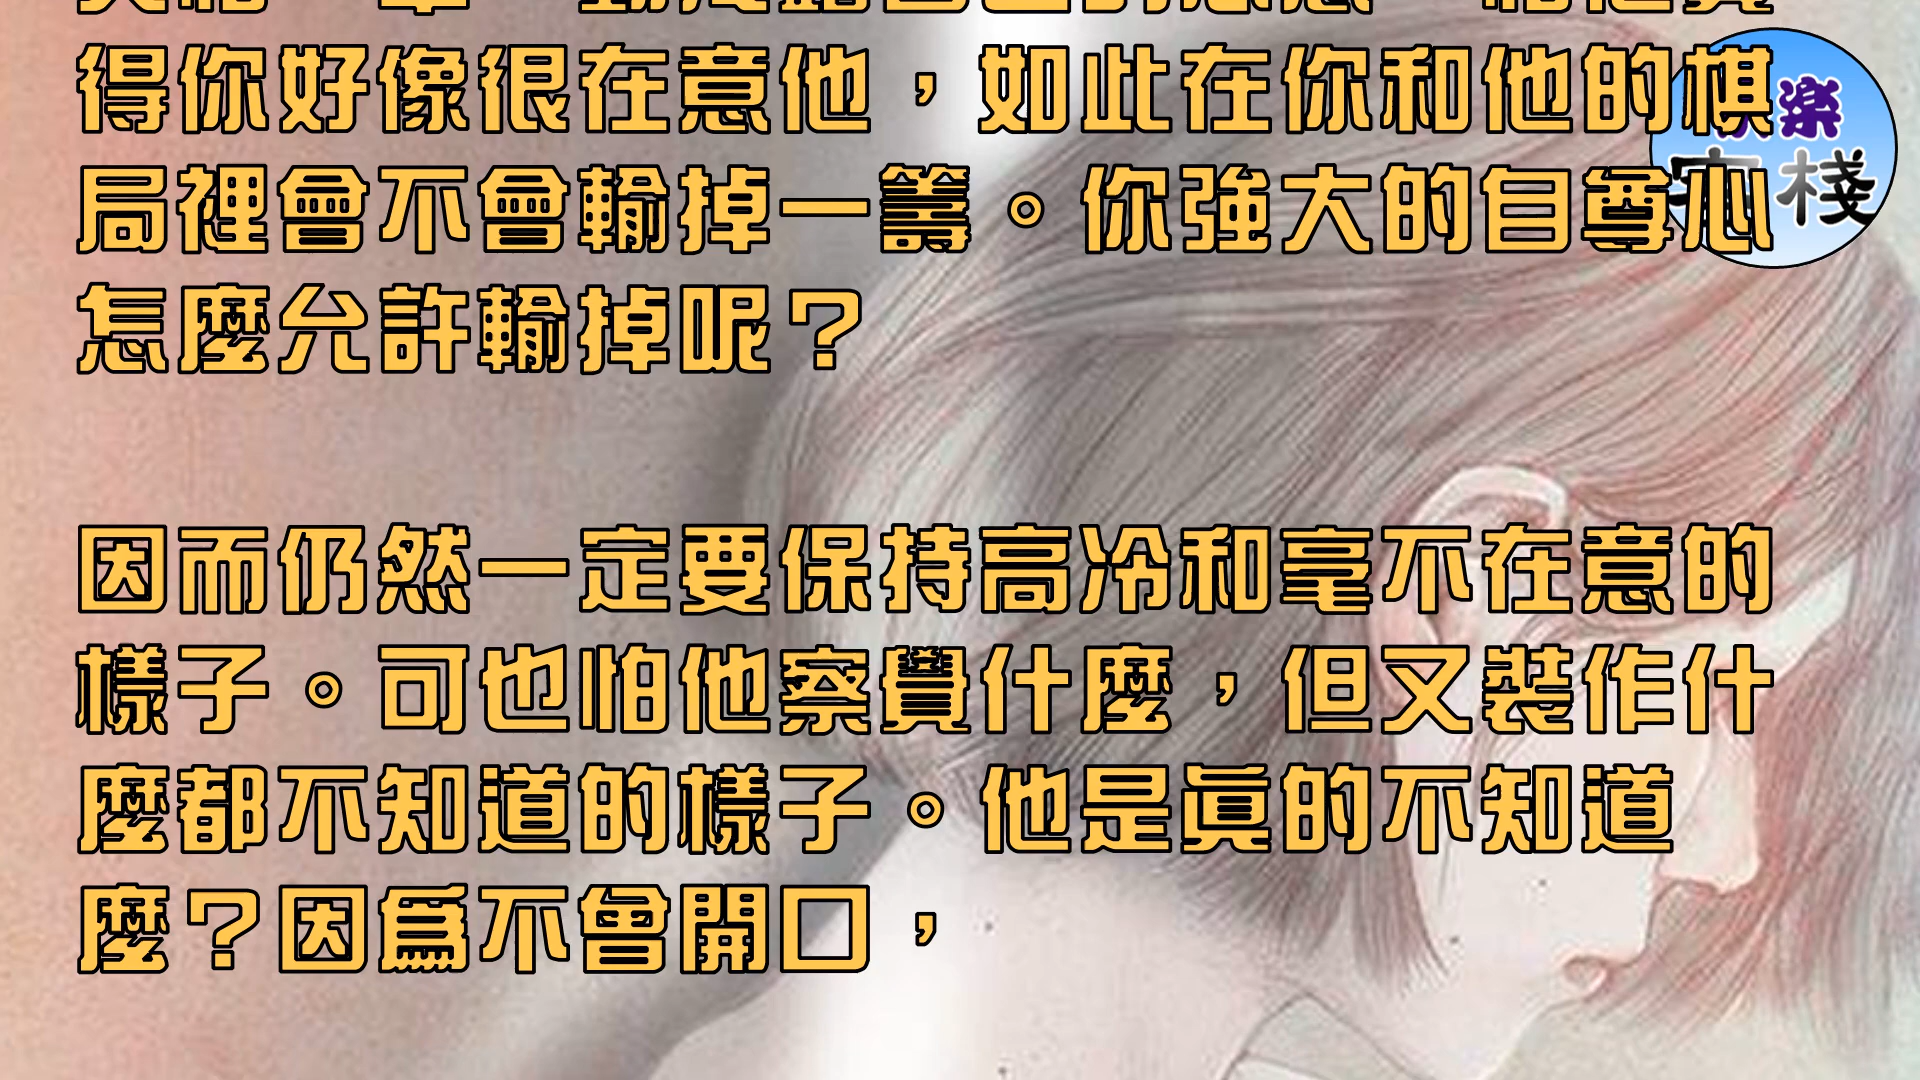 得你好像很在意他，如此在你和他的棋
局裡會不會輸掉一籌。你強大的自尊心
怎麼允許輸掉呢？
因而仍然一定要保持高冷和毫不在意的
樣子。可也怕他察覺什麼，但又裝作什
麼都不知道的樣子。他是眞的不知道
麼？因爲不曾開口，
楽
客棧